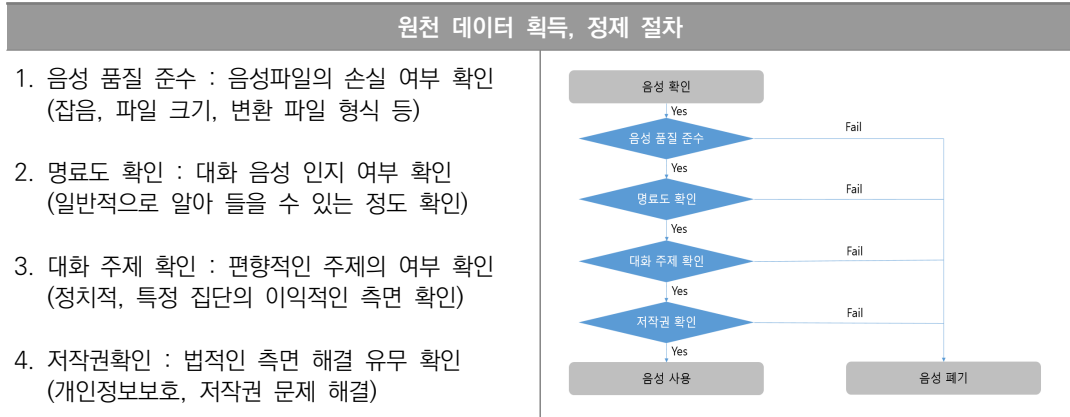 원천 데이터 획득, 정제 절차
1. 음성 품질 준수 : 음성파일의 손실 여부 확인
(잡음, 파일 크기, 변환 파일 형식 등)
2. 명료도 확인 : 대화 음성 인지 여부 확인
(일반적으로 알아 들을 수 있는 정도 확인)
3. 대화 주제 확인 : 편향적인 주제의 여부 확인
(정치적, 특정 집단의 이익적인 측면 확인)
4. 저작권확인 : 법적인 측면 해결 유무 확인
(개인정보보호, 저작권 문제 해결)
음성 확인
Yes
음성 품질 준수
Fail
Yes
명료도 확인
Fail
Yes
대화 주제 확인
Fail
Yes
저작권 확인
Fail
Yes
음성 사용
음성 폐기